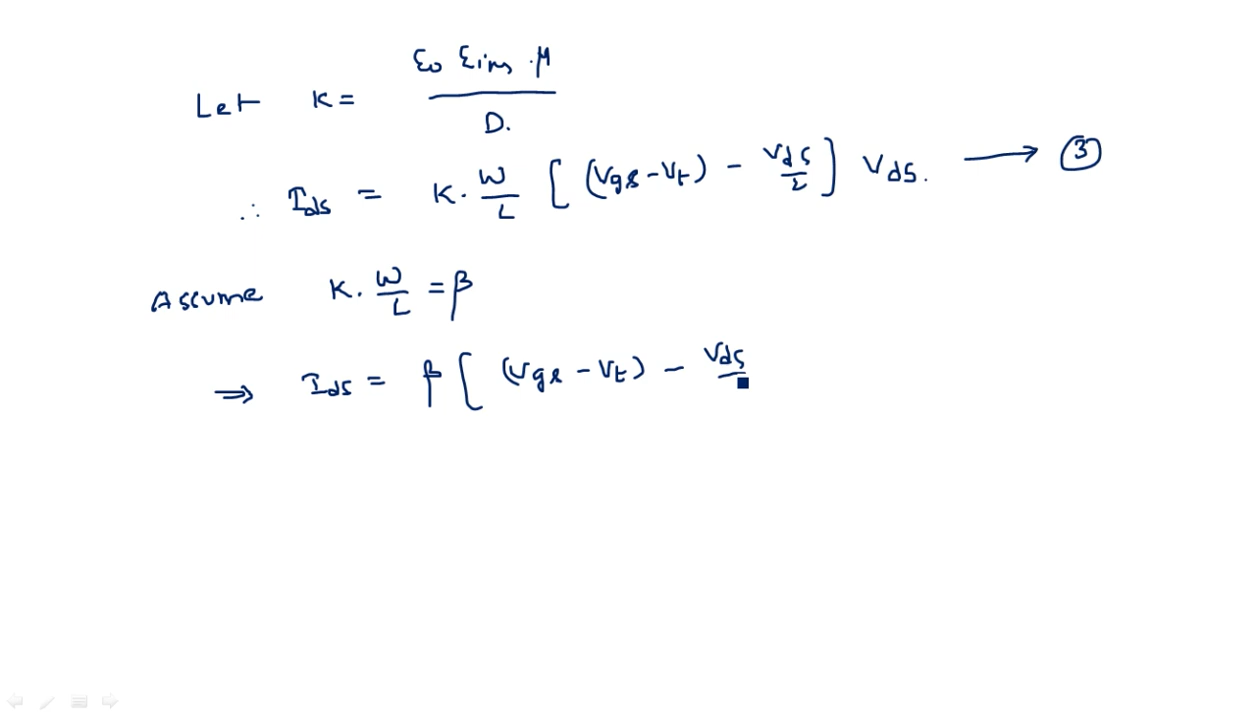 Let K = ε₀ εins . μ / D.
∴ Ids = K . W/L [ (Vgs - Vt) - Vds/2 ] Vds. → ③
Assume K . W/L = β
⇒ Ids = β [ (Vgs - Vt) - Vds/